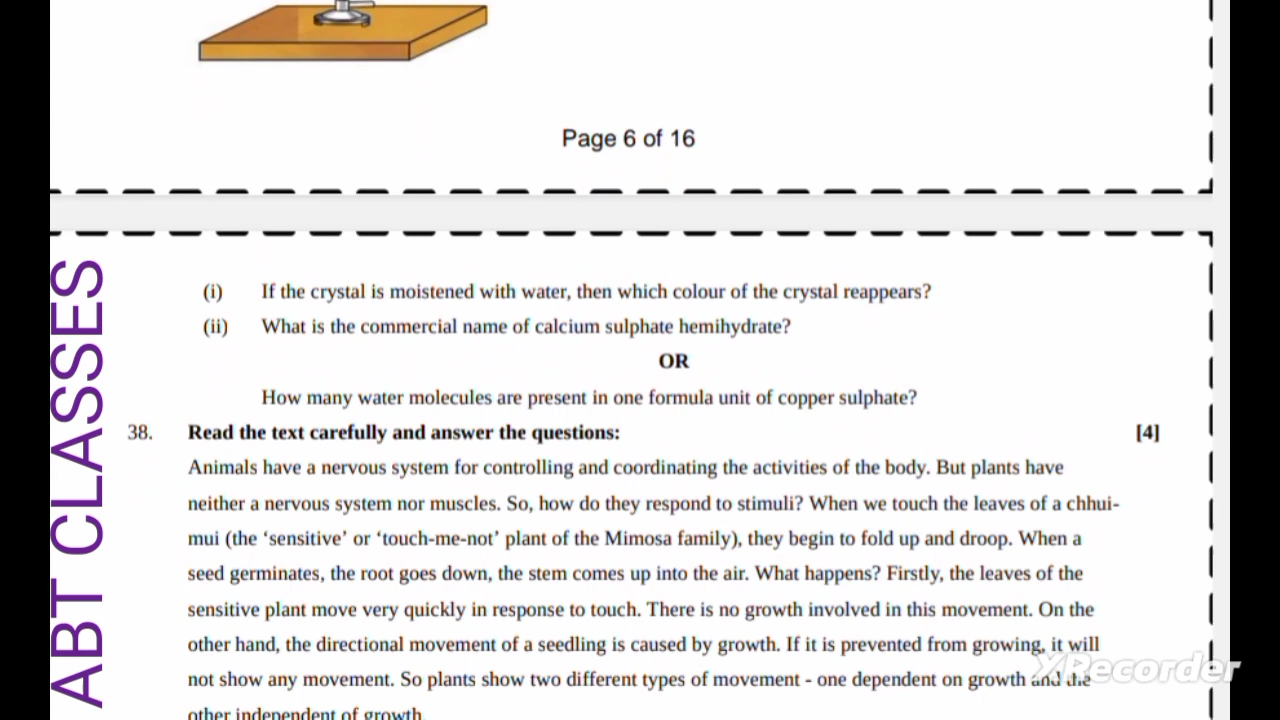 Page 6 of 16
ABT CLASSES
(i) If the crystal is moistened with water, then which colour of the crystal reappears?
(ii) What is the commercial name of calcium sulphate hemihydrate?
OR
How many water molecules are present in one formula unit of copper sulphate?
38. Read the text carefully and answer the questions: [4]
Animals have a nervous system for controlling and coordinating the activities of the body. But plants have
neither a nervous system nor muscles. So, how do they respond to stimuli? When we touch the leaves of a chhui-
mui (the ‘sensitive’ or ‘touch-me-not’ plant of the Mimosa family), they begin to fold up and droop. When a
seed germinates, the root goes down, the stem comes up into the air. What happens? Firstly, the leaves of the
sensitive plant move very quickly in response to touch. There is no growth involved in this movement. On the
other hand, the directional movement of a seedling is caused by growth. If it is prevented from growing, it will
not show any movement. So plants show two different types of movement - one dependent on growth and the
other independent of growth.
XRecorder